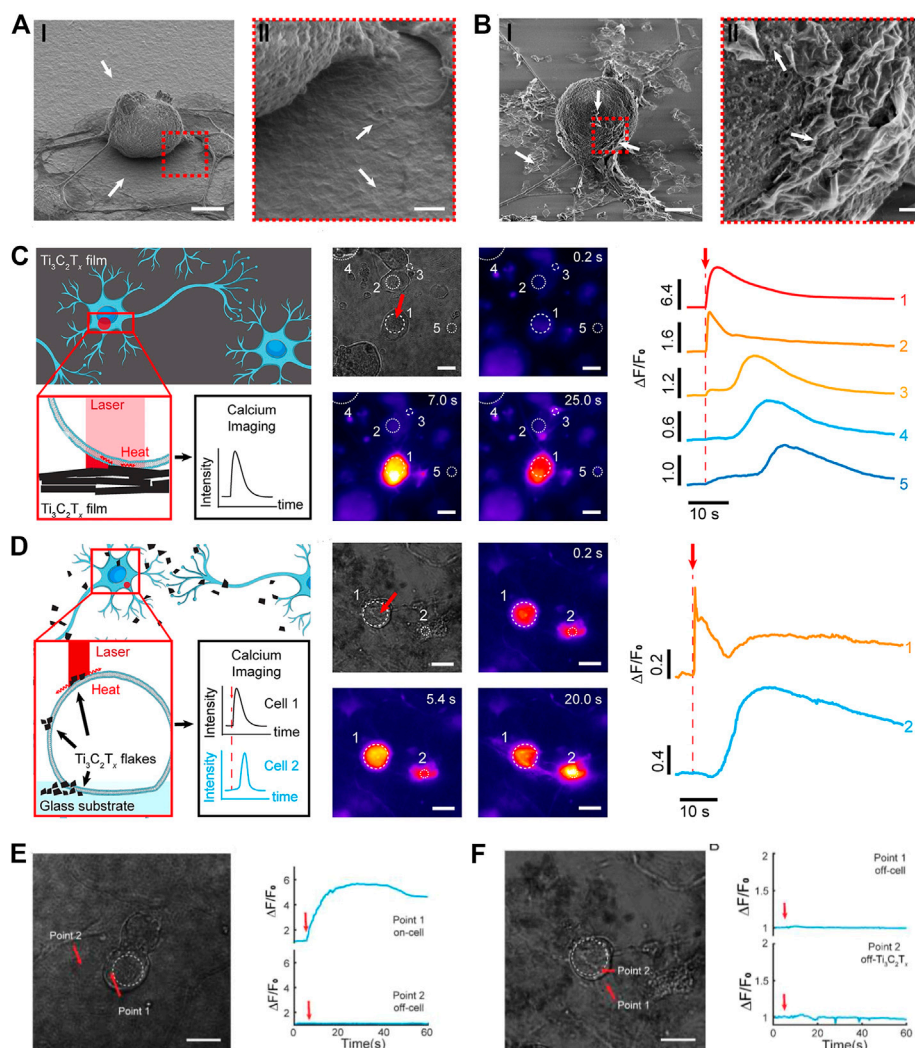 A
I
II
B
I
II
C
Ti₃C₂Tₓ film
Laser
Heat
Ti₃C₂Tₓ film
Calcium
Imaging
Intensity
time
4
3
2
1
5
0.2 s
3
2
1
5
7.0 s
4
3
2
1
5
25.0 s
4
3
2
1
5
ΔF/F₀
6.4
1
1.6
2
1.2
3
0.6
4
1.0
5
10 s
D
Laser
Heat
Ti₃C₂Tₓ flakes
Glass substrate
Calcium
Imaging
Intensity
Cell 1
time
Intensity
Cell 2
time
1
2
0.2 s
1
2
5.4 s
1
2
20.0 s
1
2
ΔF/F₀
0.2
1
0.4
2
10 s
E
Point 2
Point 1
ΔF/F₀
6
4
2
Point 1
on-cell
ΔF/F₀
6
4
2
Point 2
off-cell
0
20
40
60
Time(s)
F
Point 2
Point 1
ΔF/F₀
2
1.5
1
Point 1
off-cell
ΔF/F₀
2
1.5
1
Point 2
off-Ti₃C₂Tₓ
0
20
40
60
Time(s)